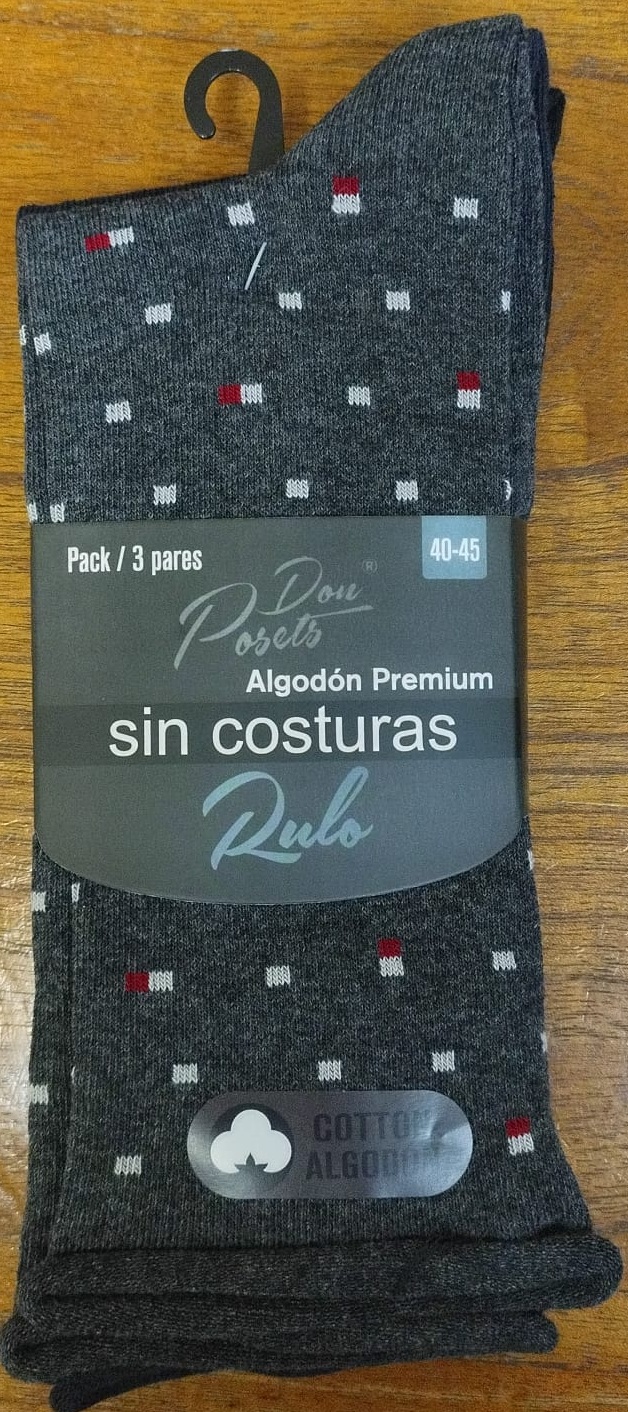 Pack / 3 pares
40-45
Don ®
Posets
Algodón Premium
sin costuras
Rulo
COTTON
ALGODON